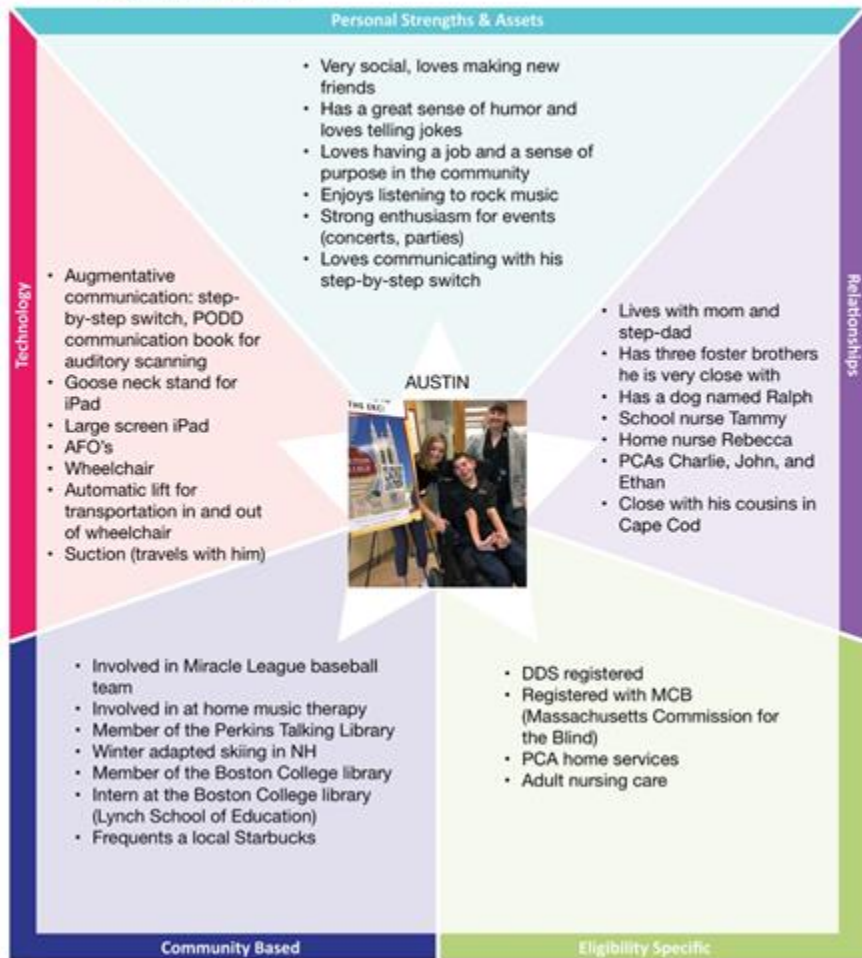 Personal Strengths & Assets
• Very social, loves making new
friends
• Has a great sense of humor and
loves telling jokes
• Loves having a job and a sense of
purpose in the community
• Enjoys listening to rock music
• Strong enthusiasm for events
(concerts, parties)
• Loves communicating with his
step-by-step switch
Technology
• Augmentative
communication: step-
by-step switch, PODD
communication book for
auditory scanning
• Goose neck stand for
iPad
• Large screen iPad
• AFO's
• Wheelchair
• Automatic lift for
transportation in and out
of wheelchair
• Suction (travels with him)
AUSTIN
Relationships
• Lives with mom and
step-dad
• Has three foster brothers
he is very close with
• Has a dog named Ralph
• School nurse Tammy
• Home nurse Rebecca
• PCAs Charlie, John, and
Ethan
• Close with his cousins in
Cape Cod
• Involved in Miracle League baseball
team
• Involved in at home music therapy
• Member of the Perkins Talking Library
• Winter adapted skiing in NH
• Member of the Boston College library
• Intern at the Boston College library
(Lynch School of Education)
• Frequents a local Starbucks
Community Based
• DDS registered
• Registered with MCB
(Massachusetts Commission for
the Blind)
• PCA home services
• Adult nursing care
Eligibility Specific